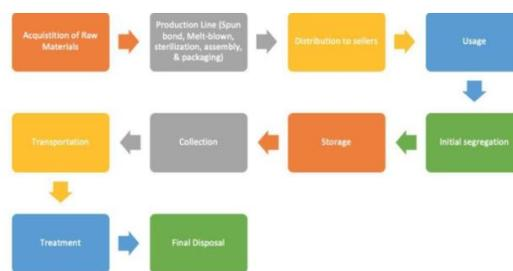 Acquistition of Raw
Materials
Production Line (Spun
bond, Melt-blown,
sterilization, assembly,
& packaging)
Distribution to sellers
Usage
Transportation
Collection
Storage
Initial segregation
Treatment
Final Disposal